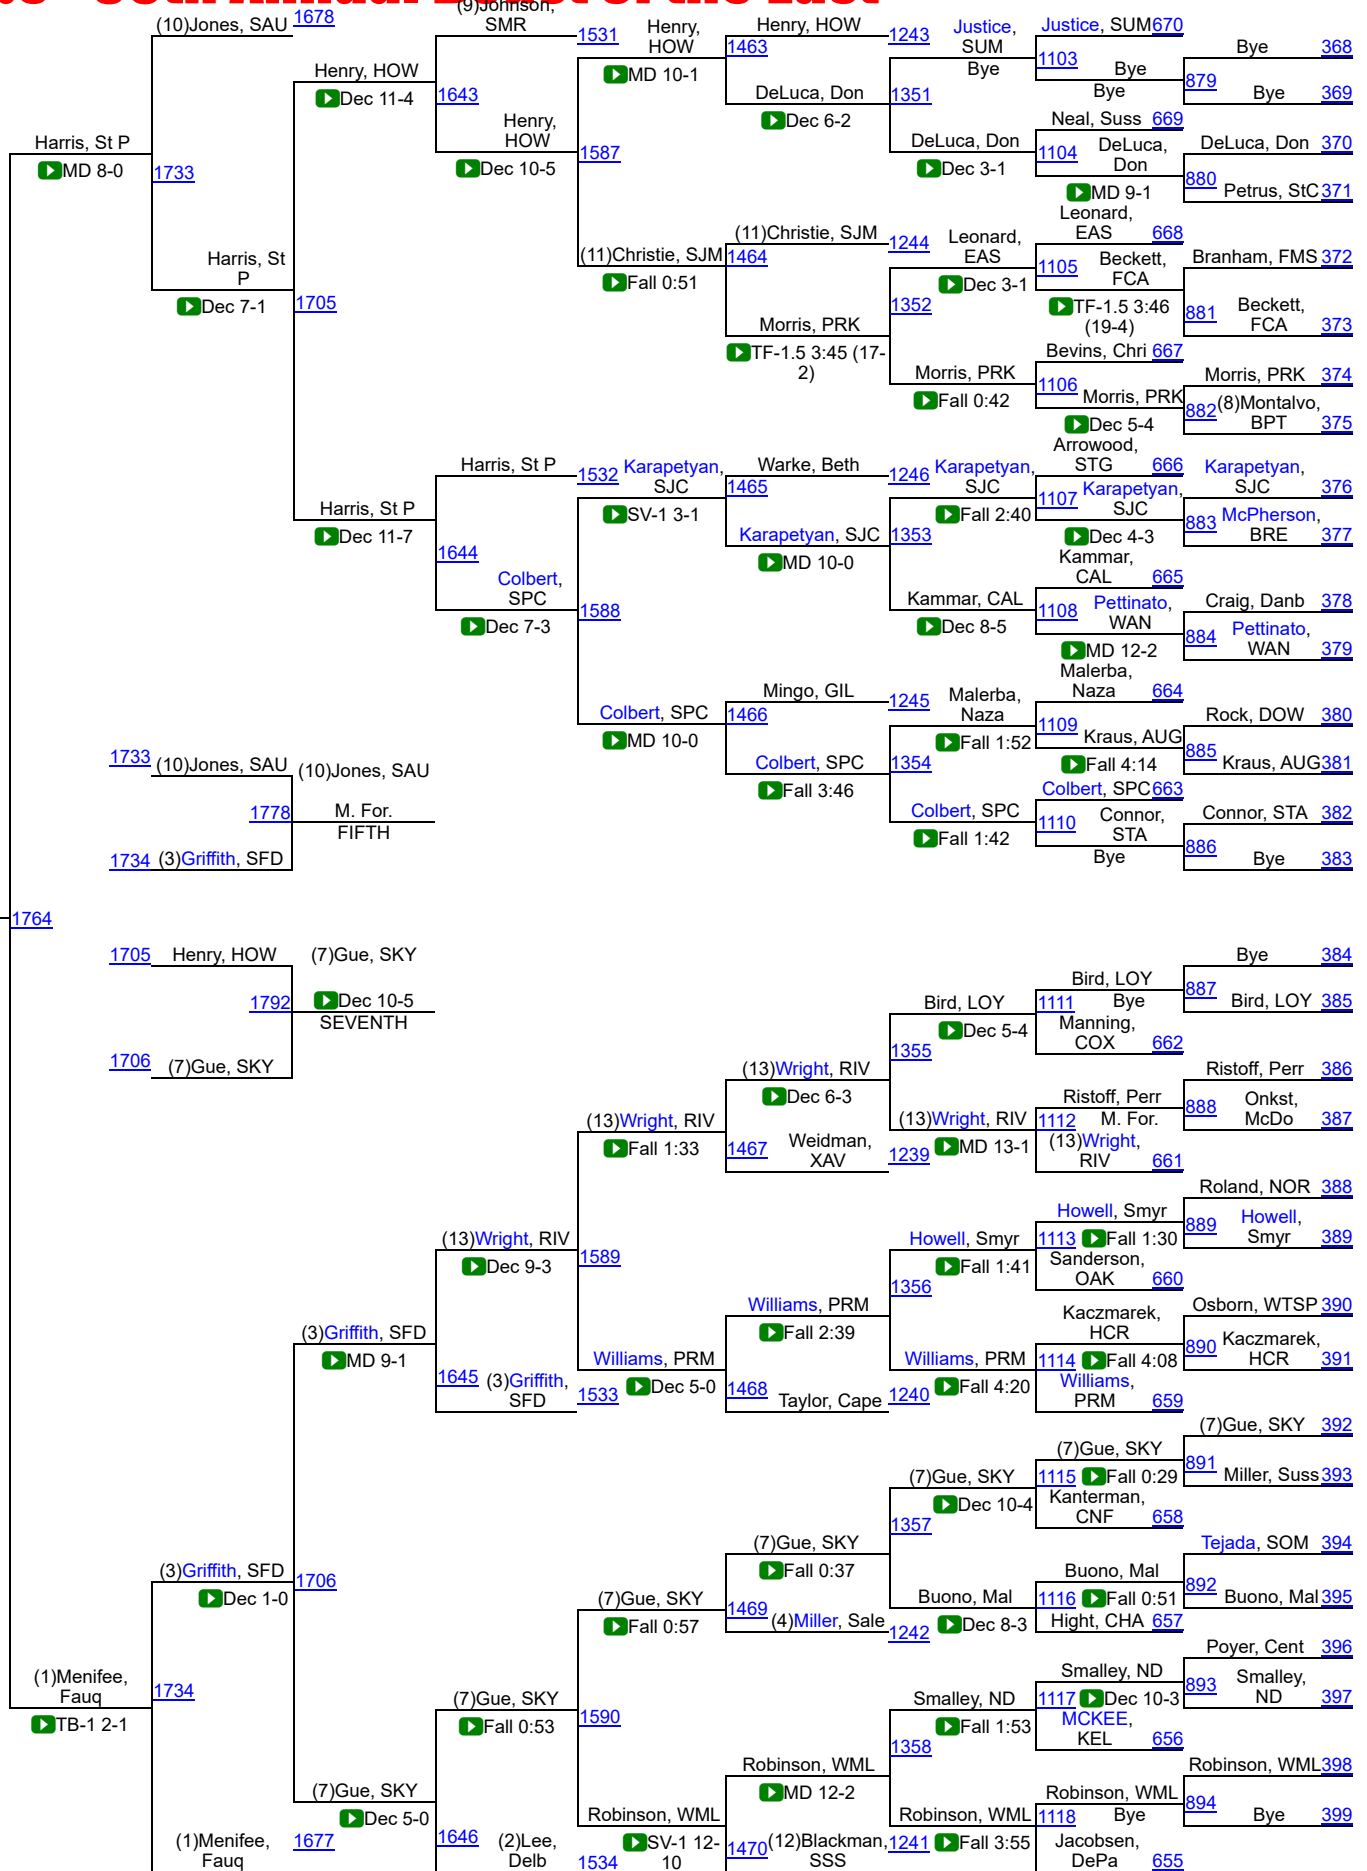 (10)Jones, SAU 1678
(9)Johnson,
SMR 1531
Henry,
HOW
Henry, HOW 1243
Justice,
SUM
Justice, SUM 670
Bye 368
1463
MD 10-1
Bye
1103 Bye
Bye
879
Bye 369
Henry, HOW
Dec 11-4
1643
DeLuca, Don
Dec 6-2
1351
Henry,
HOW
Dec 10-5
1587
DeLuca, Don
Dec 3-1
Neal, Suss 669
1104 DeLuca,
Don
MD 9-1
DeLuca, Don 370
880
Petrus, StC 371
Harris, St P
MD 8-0
1733
(11)Christie, SJM
Fall 0:51
(11)Christie, SJM 1244
1464
Leonard,
EAS
Dec 3-1
Leonard,
EAS 668
1105 Beckett,
FCA
TF-1.5 3:46
(19-4)
Branham, FMS 372
881 Beckett,
FCA 373
Harris, St
P
Dec 7-1
1705
Morris, PRK
TF-1.5 3:45 (17-
2)
1352
Morris, PRK
Fall 0:42
Bevins, Chri 667
1106 Morris, PRK
Dec 5-4
Morris, PRK 374
882 (8)Montalvo,
BPT 375
Harris, St P
Dec 11-7
Harris, St P 1532
1644
Karapetyan,
SJC
SV-1 3-1
Warke, Beth 1246
1465
Karapetyan, SJC
MD 10-0
1353
Karapetyan,
SJC
Fall 2:40
Arrowood,
STG 666
1107 Karapetyan,
SJC
Dec 4-3
Karapetyan,
SJC 376
883 McPherson,
BRE 377
Colbert,
SPC
Dec 7-3
1588
Kammar, CAL
Dec 8-5
Kammar,
CAL 665
1108 Pettinato,
WAN
MD 12-2
Craig, Danb 378
884 Pettinato,
WAN 379
Colbert, SPC
MD 10-0
Mingo, GIL 1245
1466
Colbert, SPC
Fall 3:46
1354
Malerba,
Naza
Fall 1:52
Malerba,
Naza 664
1109 Kraus, AUG
Fall 4:14
Rock, DOW 380
885
Kraus, AUG 381
Colbert, SPC
Fall 1:42
Colbert, SPC 663
1110 Connor,
STA
Bye
Connor, STA 382
886
Bye 383
1733 (10)Jones, SAU
(10)Jones, SAU
1778 M. For.
FIFTH
1734 (3)Griffith, SFD
1764
1705 Henry, HOW
(7)Gue, SKY
1792 Dec 10-5
SEVENTH
1706 (7)Gue, SKY
Bye 384
887
Bird, LOY 385
Bird, LOY
1111 Bye
Manning,
COX 662
Bird, LOY
Dec 5-4
1355
(13)Wright, RIV
Dec 6-3
Ristoff, Perr 386
888 Onkst,
McDo 387
Ristoff, Perr
1112 M. For.
(13)Wright,
RIV 661
(13)Wright, RIV
MD 13-1
(13)Wright, RIV
Fall 1:33
1467 Weidman,
XAV 1239
Roland, NOR 388
889 Howell,
Smyr 389
Howell, Smyr
1113 Fall 1:30
Sanderson,
OAK 660
Howell, Smyr
Fall 1:41
1356
(13)Wright, RIV
Dec 9-3
1589
Williams, PRM
Fall 2:39
Osborn, WTSP 390
890 Kaczmarek,
HCR 391
Kaczmarek,
HCR
1114 Fall 4:08
Williams,
PRM 659
Williams, PRM
Fall 4:20
Williams, PRM
Dec 5-0
1468 Taylor, Cape 1240
(3)Griffith, SFD
MD 9-1
1645 (3)Griffith,
SFD 1533
(7)Gue, SKY 392
891
Miller, Suss 393
(7)Gue, SKY
1115 Fall 0:29
Kanterman,
CNF 658
(7)Gue, SKY
Dec 10-4
1357
(7)Gue, SKY
Fall 0:37
Tejada, SOM 394
892
Buono, Mal 395
Buono, Mal
1116 Fall 0:51
Hight, CHA 657
Buono, Mal
Dec 8-3
(7)Gue, SKY
Fall 0:57
1469 (4)Miller, Sale 1242
(3)Griffith, SFD
Dec 1-0
1706
Poyer, Cent 396
893 Smalley,
ND 397
Smalley, ND
1117 Dec 10-3
MCKEE,
KEL 656
Smalley, ND
Fall 1:53
1358
(1)Menifee,
Fauq
TB-1 2-1
1734
(7)Gue, SKY
Fall 0:53
1590
Robinson, WML
MD 12-2
Robinson, WML 398
894
Bye 399
Robinson, WML
1118 Bye
Jacobsen,
DePa 655
Robinson, WML
Fall 3:55
(7)Gue, SKY
Dec 5-0
Robinson, WML
SV-1 12-
10
1470 (12)Blackman,
SSS 1241
(1)Menifee,
Fauq 1677
1646 (2)Lee,
Delb 1534